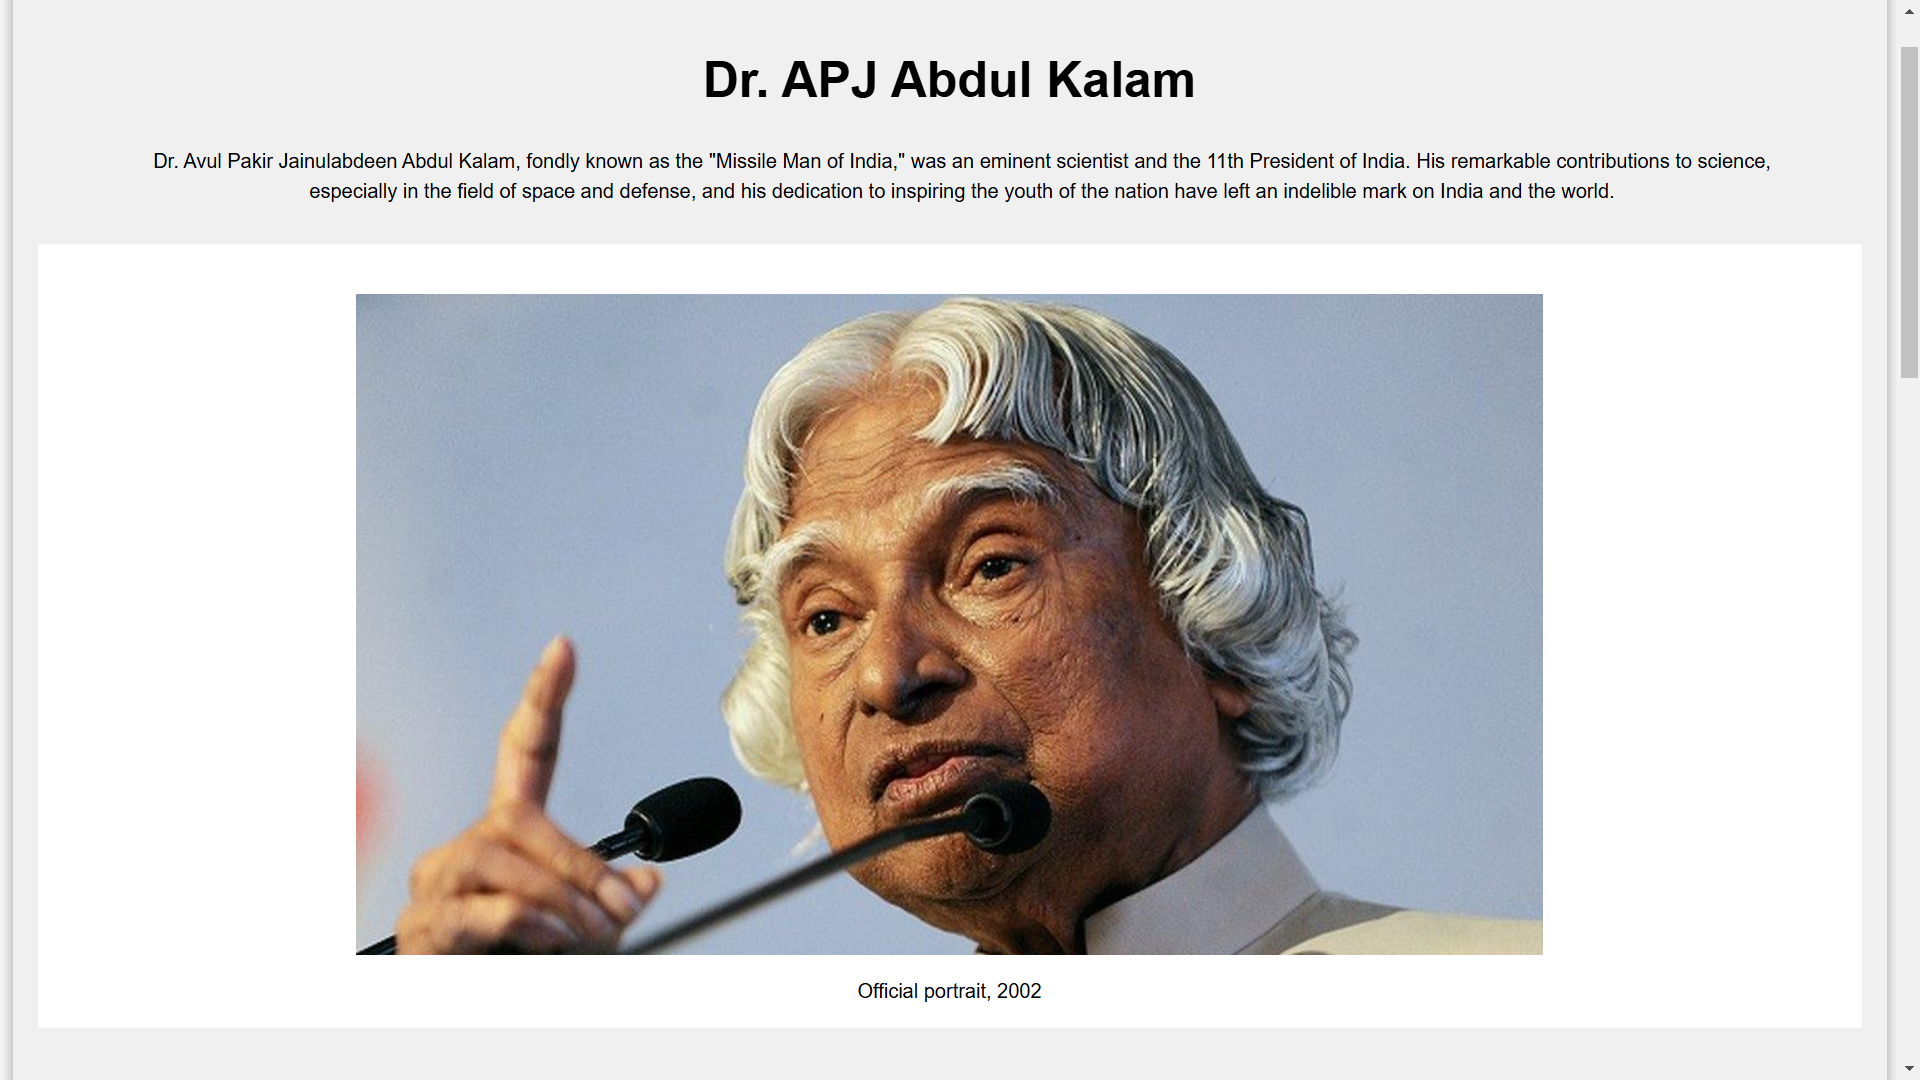 Dr. APJ Abdul Kalam
Dr. Avul Pakir Jainulabdeen Abdul Kalam, fondly known as the "Missile Man of India," was an eminent scientist and the 11th President of India. His remarkable contributions to science,
especially in the field of space and defense, and his dedication to inspiring the youth of the nation have left an indelible mark on India and the world.
Official portrait, 2002